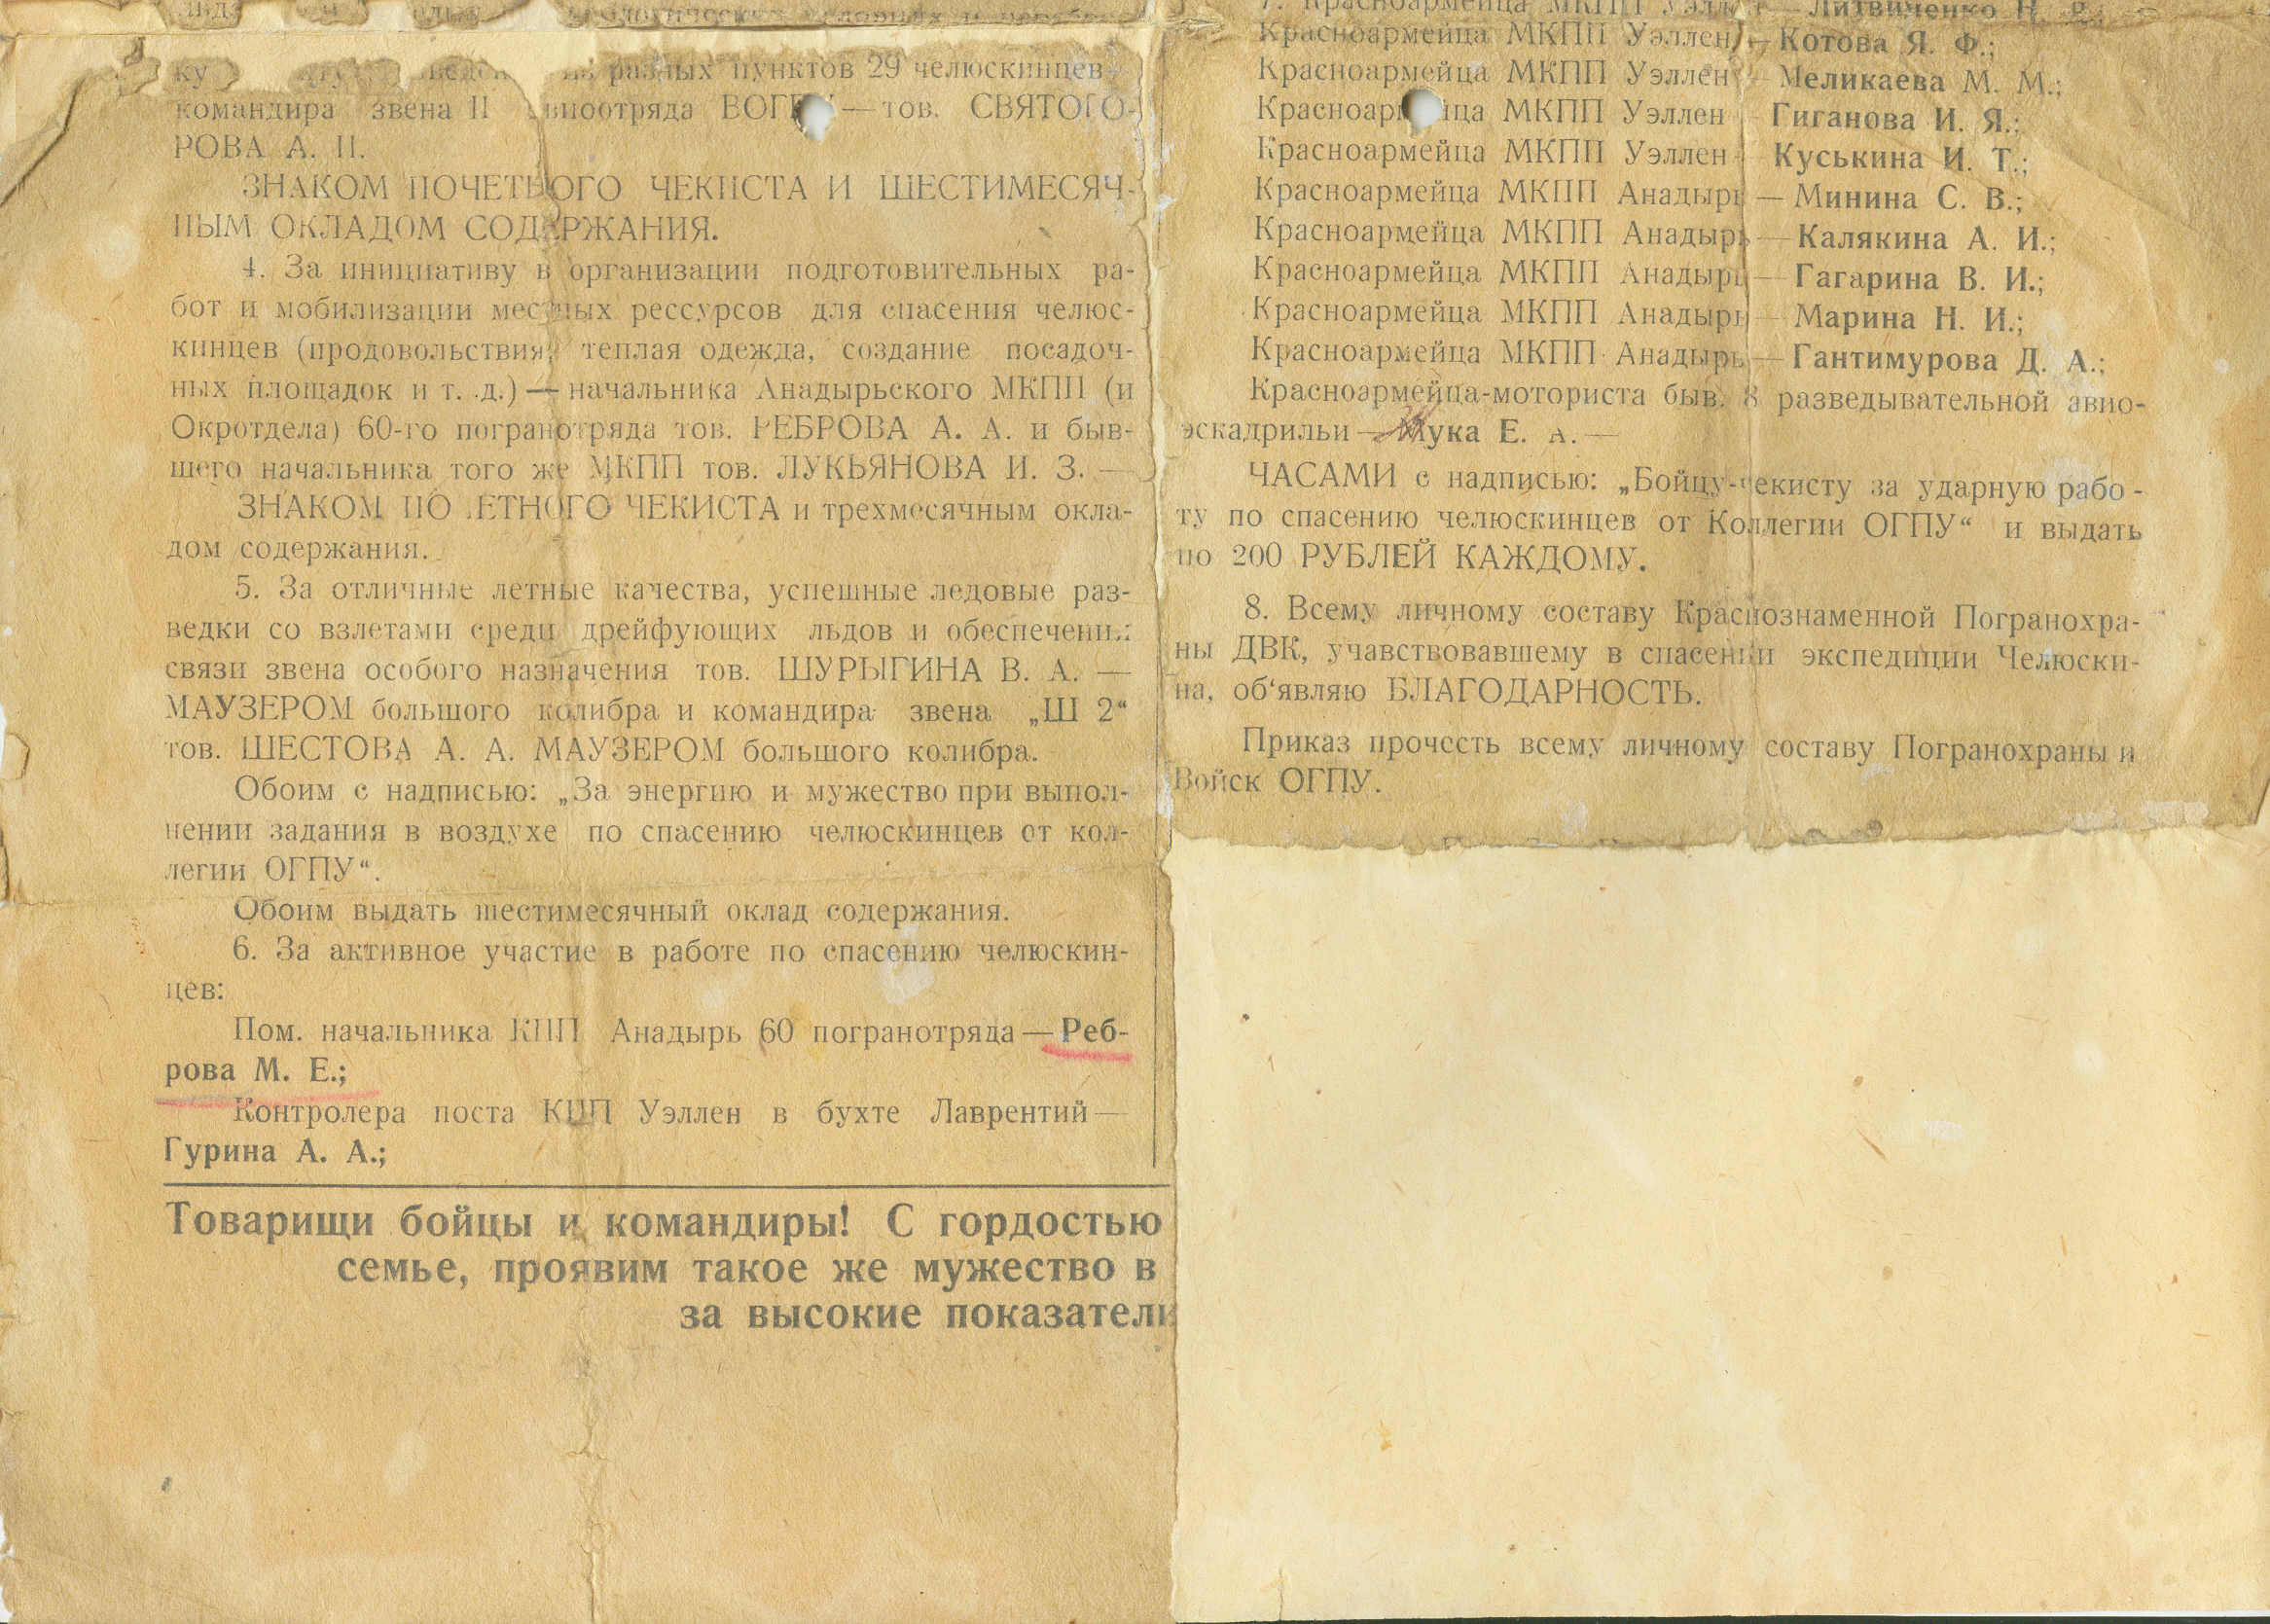 ку разных пунктов 29 челюскинцев
командира звена II авиоотряда ВОГПУ — тов. СВЯТОГО-
РОВА А. П.
ЗНАКОМ ПОЧЕТНОГО ЧЕКИСТА И ШЕСТИМЕСЯЧ-
НЫМ ОКЛАДОМ СОДЕРЖАНИЯ.
4. За инициативу в организации подготовительных ра-
бот и мобилизации местных рессурсов для спасения челюс-
кинцев (продовольствия, теплая одежда, создание посадоч-
ных площадок и т. д.) — начальника Анадырьского МКПП (и
Окротдела) 60-го погранотряда тов. РЕБРОВА А. А. и быв-
шего начальника того же МКПП тов. ЛУКЬЯНОВА И. З. —
ЗНАКОМ ПОЧЕТНОГО ЧЕКИСТА и трехмесячным окла-
дом содержания.
5. За отличные летные качества, успешные ледовые раз-
ведки со взлетами среди дрейфующих льдов и обеспечение
связи звена особого назначения тов. ШУРЫГИНА В. А. —
МАУЗЕРОМ большого колибра и командира звена „Ш 2“
тов. ШЕСТОВА А. А. МАУЗЕРОМ большого колибра.
Обоим с надписью: „За энергию и мужество при выпол-
нении задания в воздухе по спасению челюскинцев от кол-
легии ОГПУ“.
Обоим выдать шестимесячный оклад содержания.
6. За активное участие в работе по спасению челюскин-
цев:
Пом. начальника КПП Анадырь 60 погранотряда — Реб-
рова М. Е.;
Контролера поста КПП Уэллен в бухте Лаврентий —
Гурина А. А.;
7. Красноармейца МКПП Уэллен — Литвиченко Н.
Красноармейца МКПП Уэллен — Котова Я. Ф.;
Красноармейца МКПП Уэллен — Меликаева М. М.;
Красноармейца МКПП Уэллен — Гиганова И. Я.;
Красноармейца МКПП Уэллен — Куськина И. Т.;
Красноармейца МКПП Анадырь — Минина С. В.;
Красноармейца МКПП Анадырь — Калякина А. И.;
Красноармейца МКПП Анадырь — Гагарина В. И.;
Красноармейца МКПП Анадырь — Марина Н. И.;
Красноармейца МКПП Анадырь — Гантимурова Д. А.;
Красноармейца-моториста быв. 8 разведывательной авио-
эскадрильи — Мука Е. А. —
ЧАСАМИ с надписью: „Бойцу-чекисту за ударную рабо-
ту по спасению челюскинцев от Коллегии ОГПУ“ и выдать
по 200 РУБЛЕЙ КАЖДОМУ.
8. Всему личному составу Краснознаменной Погранохра-
ны ДВК, учавствовавшему в спасении экспедиции Челюски-
на, об‘являю БЛАГОДАРНОСТЬ.
Приказ прочесть всему личному составу Погранохраны и
Войск ОГПУ.
Товарищи бойцы и командиры! С гордостью
семье, проявим такое же мужество в
за высокие показатели